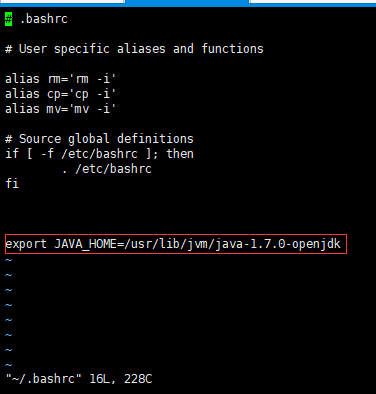 # .bashrc
# User specific aliases and functions
alias rm='rm -i'
alias cp='cp -i'
alias mv='mv -i'
# Source global definitions
if [ -f /etc/bashrc ]; then
        . /etc/bashrc
fi
export JAVA_HOME=/usr/lib/jvm/java-1.7.0-openjdk
~
~
~
~
~
~
~
~
"~/.bashrc" 16L, 228C